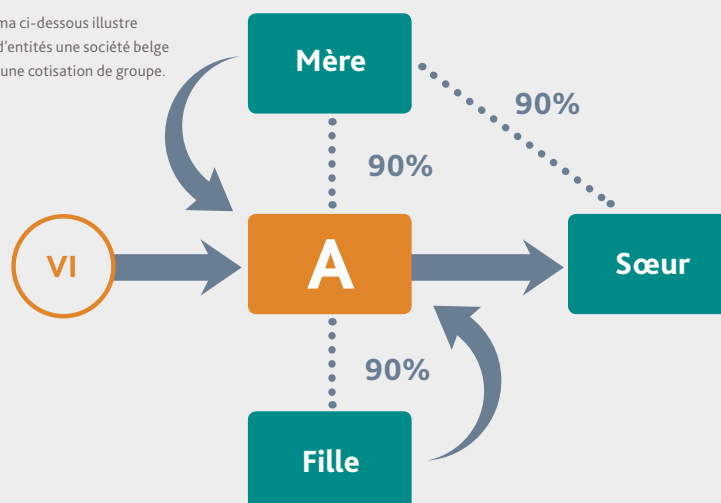 ma ci-dessous illustre
d'entités une société belge
une cotisation de groupe.
Mère
90%
90%
VI
A
Sœur
90%
Fille